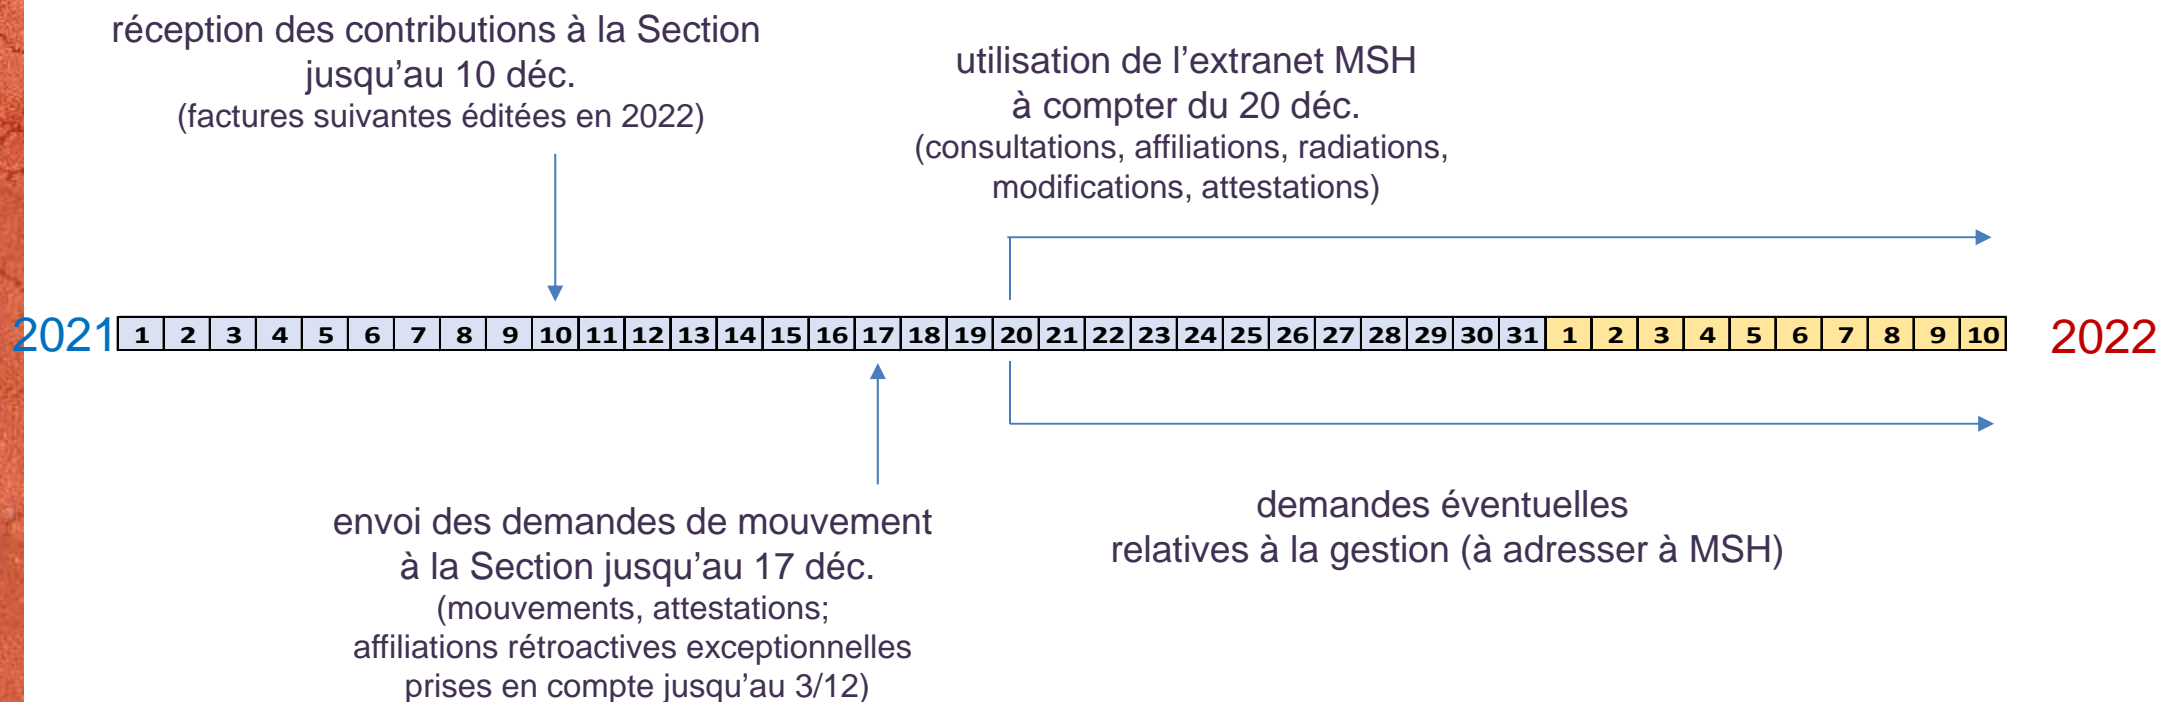 réception des contributions à la Section
jusqu’au 10 déc.
(factures suivantes éditées en 2022)
utilisation de l’extranet MSH
à compter du 20 déc.
(consultations, affiliations, radiations,
modifications, attestations)
2021 1 2 3 4 5 6 7 8 9 10 11 12 13 14 15 16 17 18 19 20 21 22 23 24 25 26 27 28 29 30 31 1 2 3 4 5 6 7 8 9 10 2022
envoi des demandes de mouvement
à la Section jusqu’au 17 déc.
(mouvements, attestations;
affiliations rétroactives exceptionnelles
prises en compte jusqu’au 3/12)
demandes éventuelles
relatives à la gestion (à adresser à MSH)